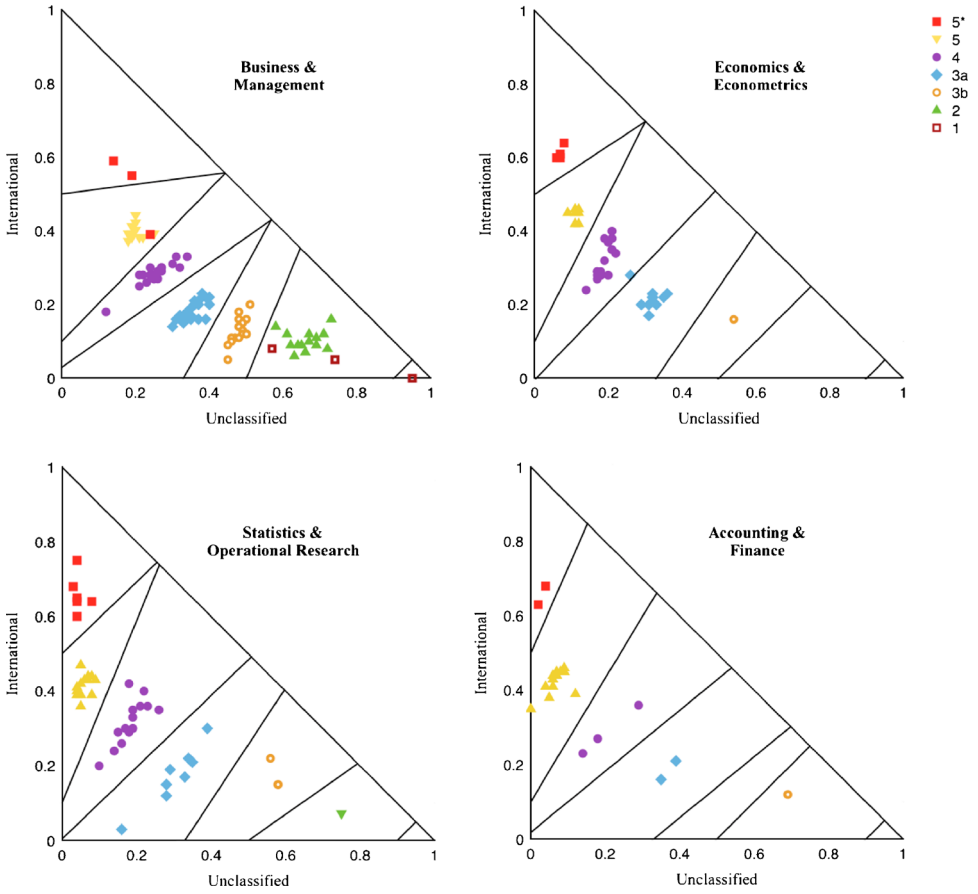 Business &
Management
International
1
0.8
0.6
0.4
0.2
0
0
0.2
0.4
0.6
0.8
1
Unclassified
Economics &
Econometrics
International
1
0.8
0.6
0.4
0.2
0
0
0.2
0.4
0.6
0.8
1
Unclassified
5*
5
4
3a
3b
2
1
Statistics &
Operational Research
International
1
0.8
0.6
0.4
0.2
0
0
0.2
0.4
0.6
0.8
1
Unclassified
Accounting &
Finance
International
1
0.8
0.6
0.4
0.2
0
0
0.2
0.4
0.6
0.8
1
Unclassified